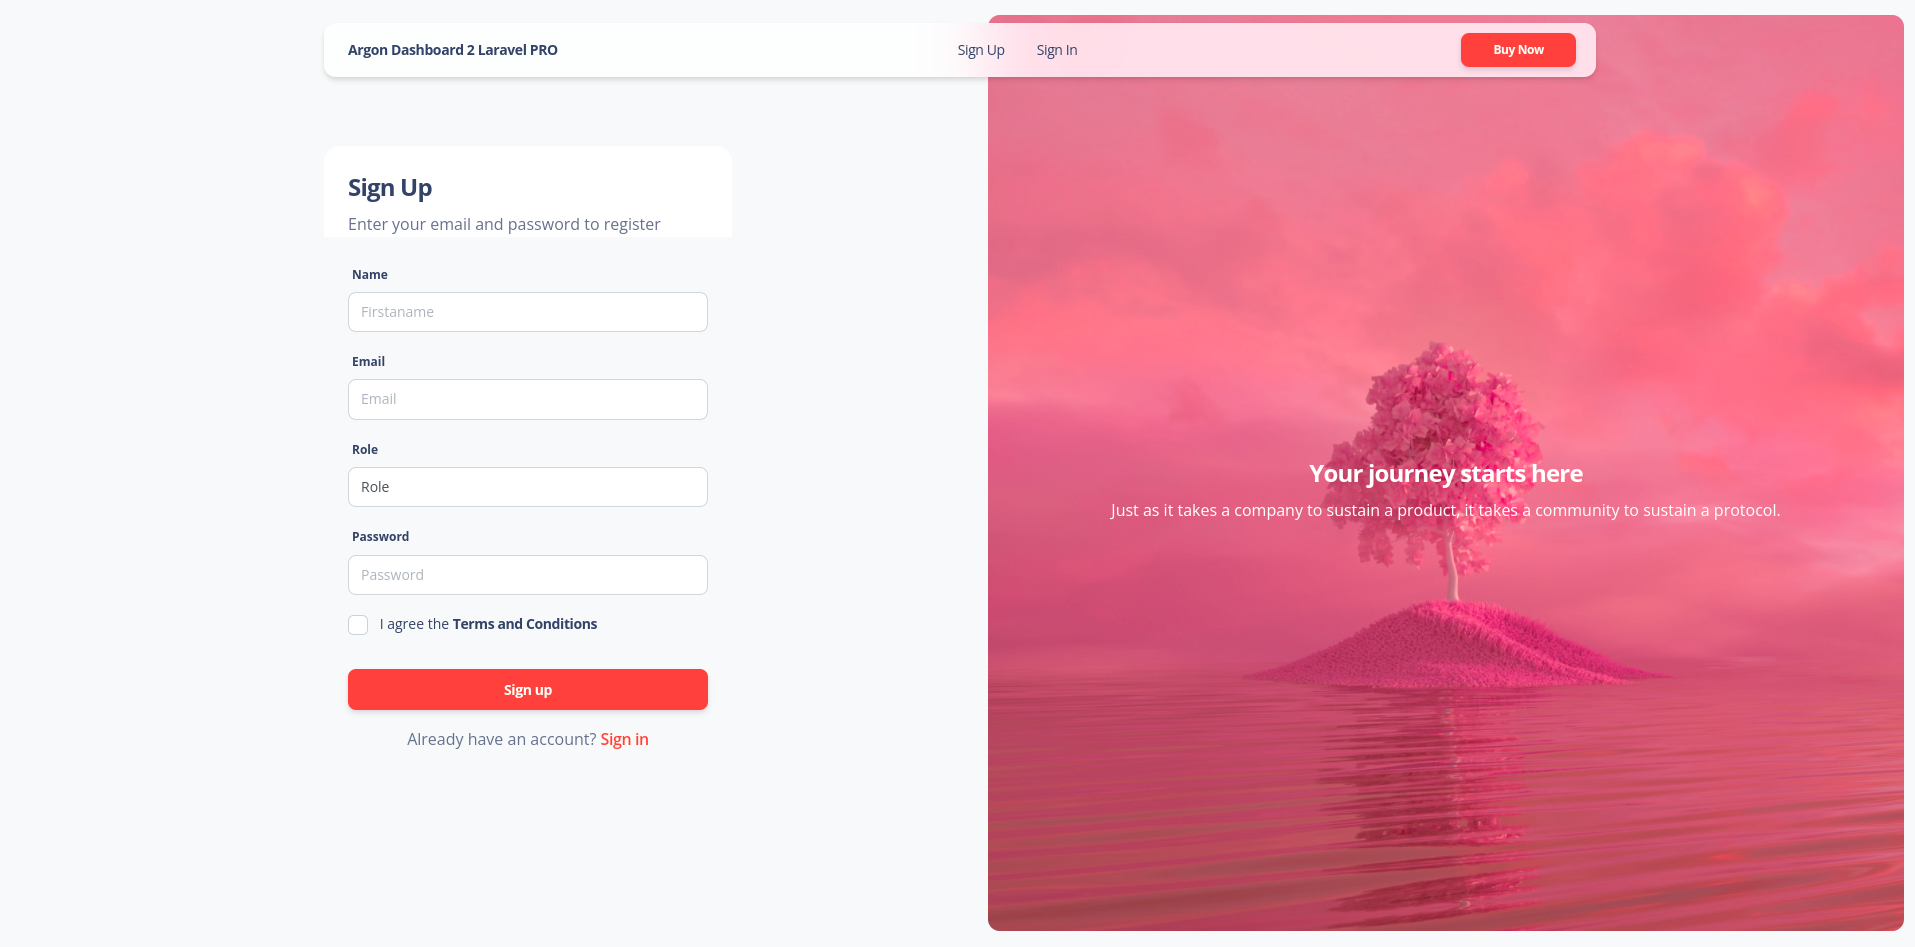 Argon Dashboard 2 Laravel PRO
Sign Up
Sign In
Buy Now
Sign Up
Enter your email and password to register
Name
Firstaname
Email
Email
Role
Role
Password
Password
I agree the Terms and Conditions
Sign up
Already have an account? Sign in
Your journey starts here
Just as it takes a company to sustain a product, it takes a community to sustain a protocol.